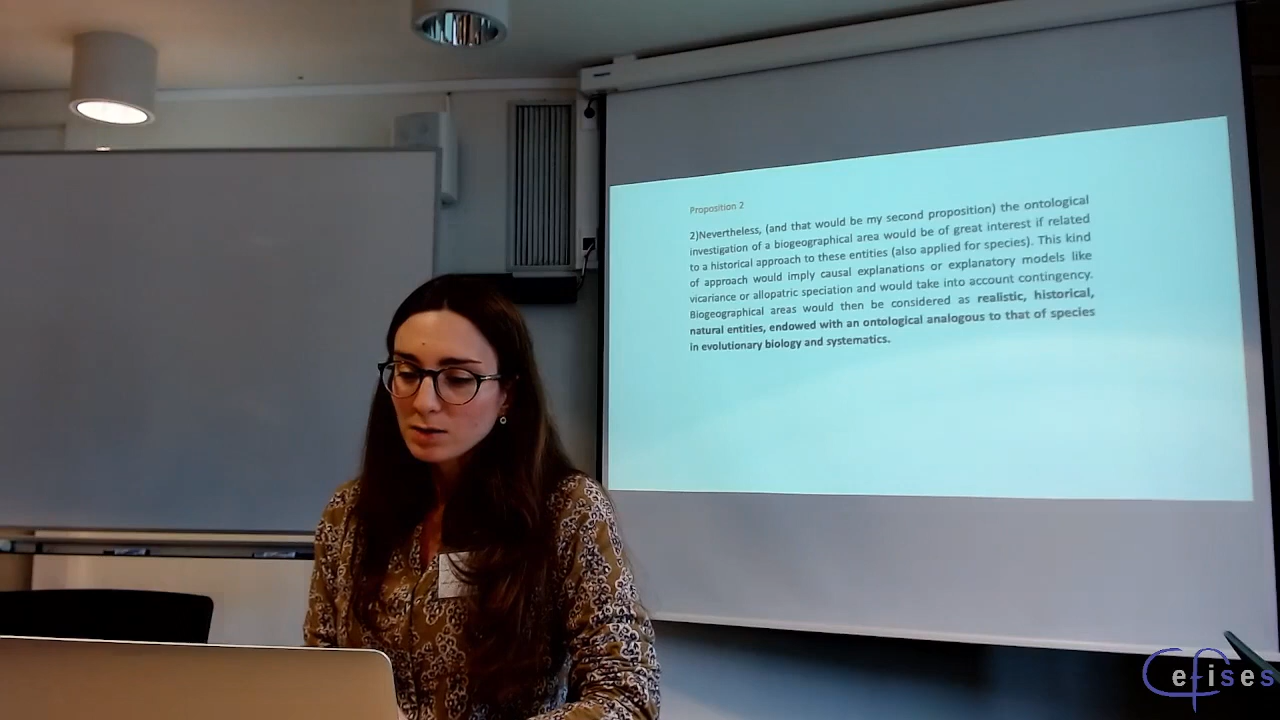 Proposition 2
2)Nevertheless, (and that would be my second proposition) the ontological
investigation of a biogeographical area would be of great interest if related
to a historical approach to these entities (also applied for species). This kind
of approach would imply causal explanations or explanatory models like
vicariance or allopatric speciation and would take into account contingency.
Biogeographical areas would then be considered as realistic, historical,
natural entities, endowed with an ontological analogous to that of species
in evolutionary biology and systematics.
Cefises